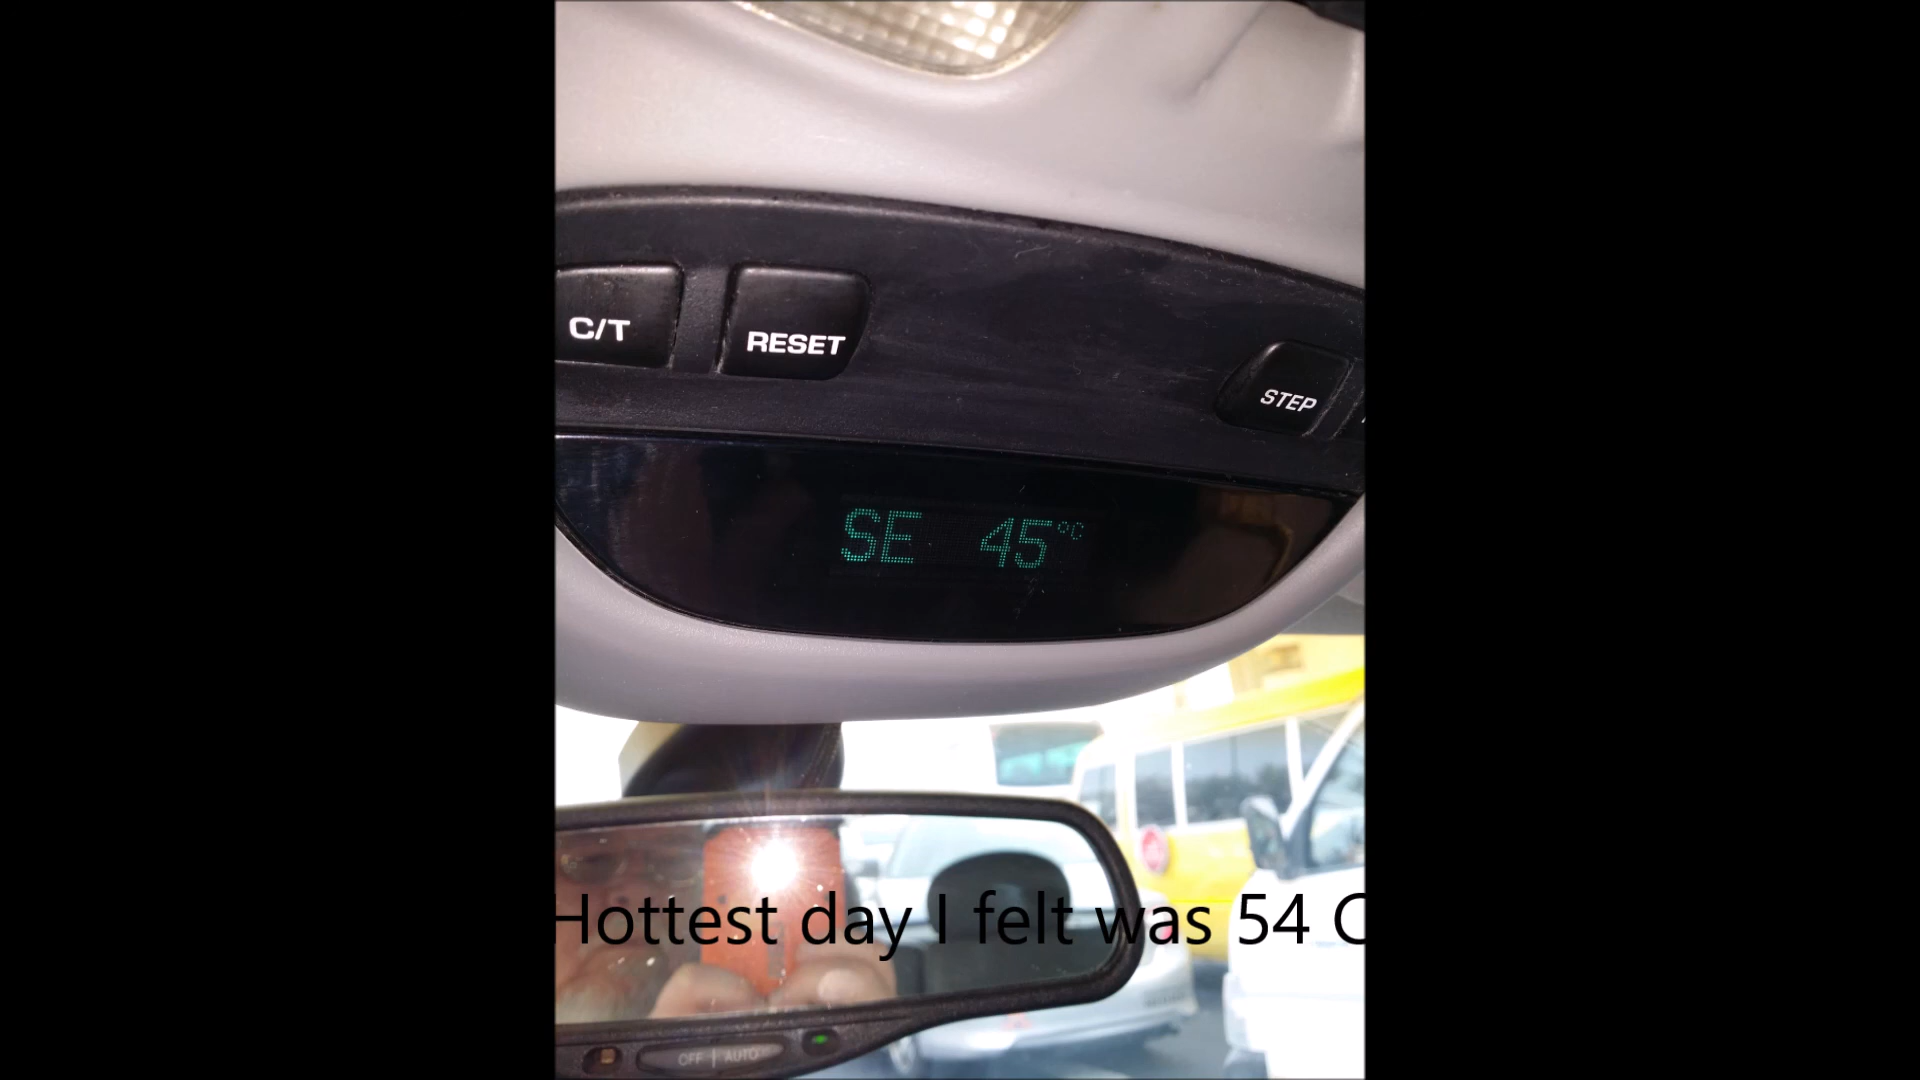 C/T RESET
STEP
SE 45°C
Hottest day I felt was 54 C
OFF | AUTO